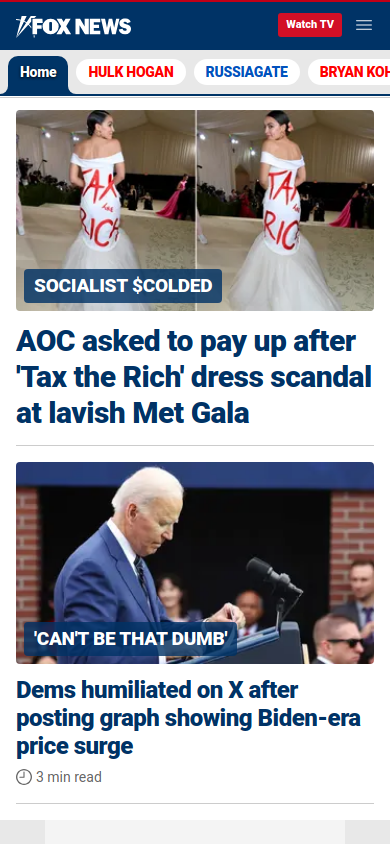 FOX NEWS
Watch TV
Home
HULK HOGAN
RUSSIAGATE
BRYAN KOH
TAX
RICH
TAX
the
RIC
SOCIALIST $COLDED
AOC asked to pay up after
'Tax the Rich' dress scandal
at lavish Met Gala
'CAN'T BE THAT DUMB'
Dems humiliated on X after
posting graph showing Biden-era
price surge
3 min read